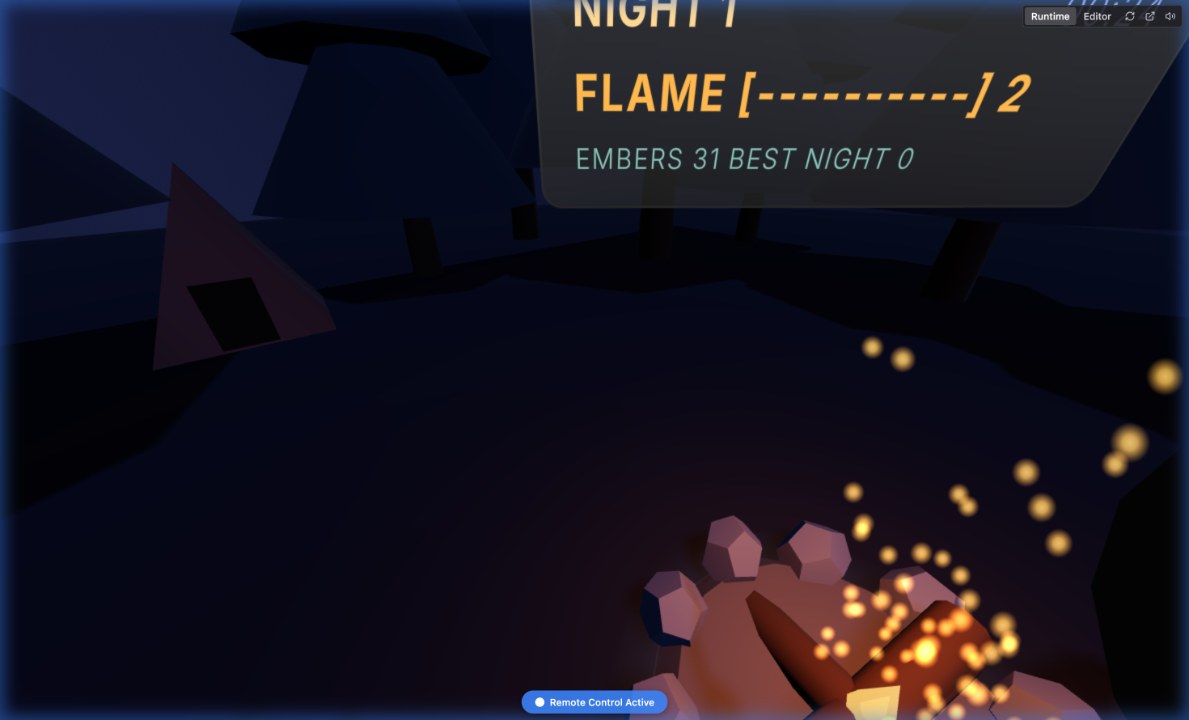 NIGHT 1
Runtime Editor
FLAME [----------] 2
EMBERS 31 BEST NIGHT 0
Remote Control Active